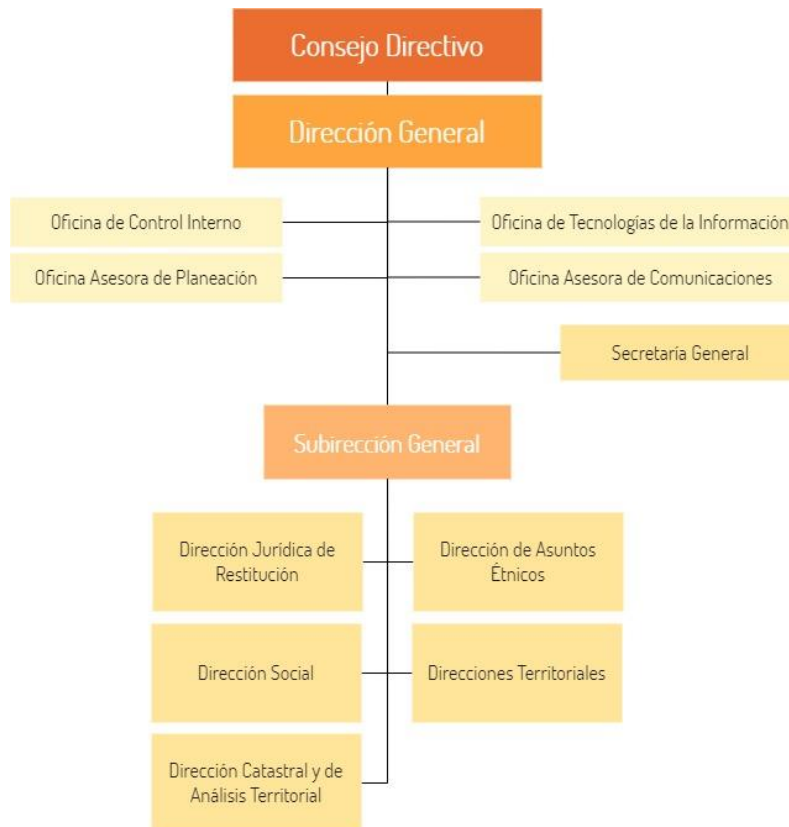 Consejo Directivo
Dirección General
Oficina de Control Interno
Oficina de Tecnologías de la Información
Oficina Asesora de Planeación
Oficina Asesora de Comunicaciones
Secretaría General
Subirección General
Dirección Jurídica de
Restitución
Dirección de Asuntos
Étnicos
Dirección Social
Direcciones Territoriales
Dirección Catastral y de
Análisis Territorial